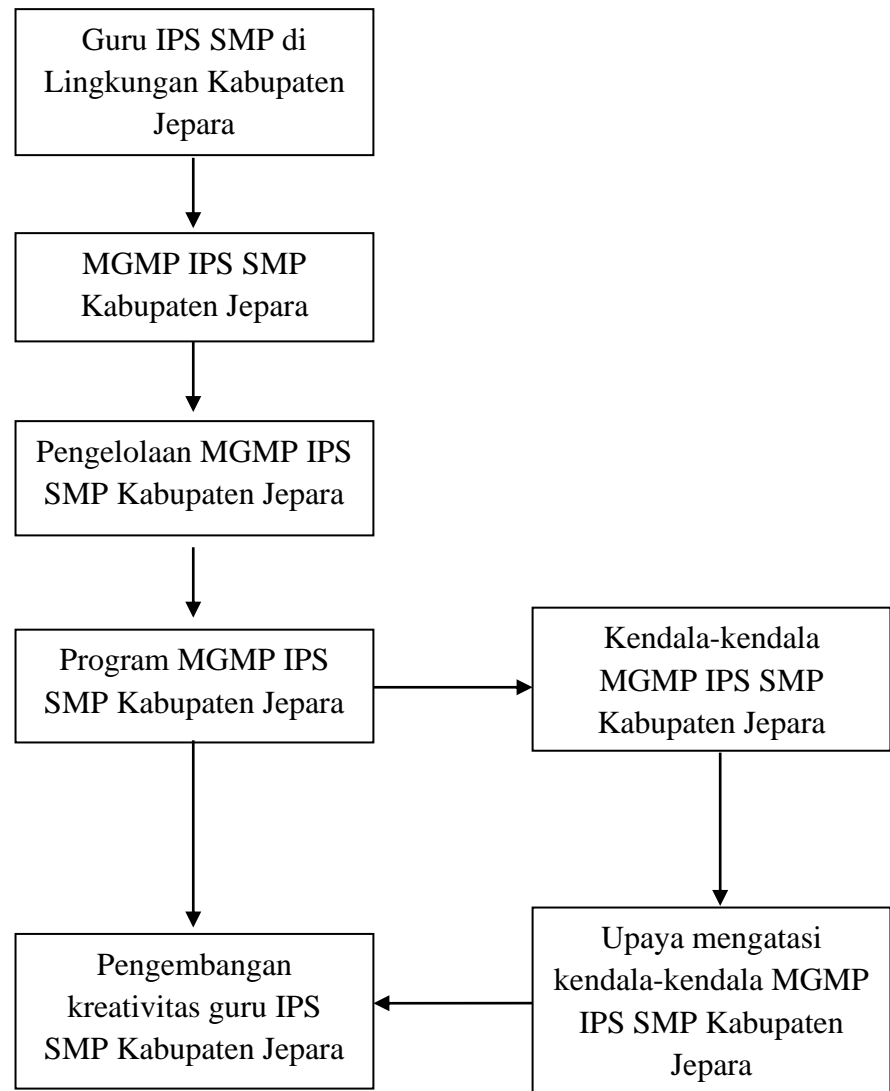 Guru IPS SMP di
Lingkungan Kabupaten
Jepara
MGMP IPS SMP
Kabupaten Jepara
Pengelolaan MGMP IPS
SMP Kabupaten Jepara
Program MGMP IPS
SMP Kabupaten Jepara
Kendala-kendala
MGMP IPS SMP
Kabupaten Jepara
Pengembangan
kreativitas guru IPS
SMP Kabupaten Jepara
Upaya mengatasi
kendala-kendala MGMP
IPS SMP Kabupaten
Jepara